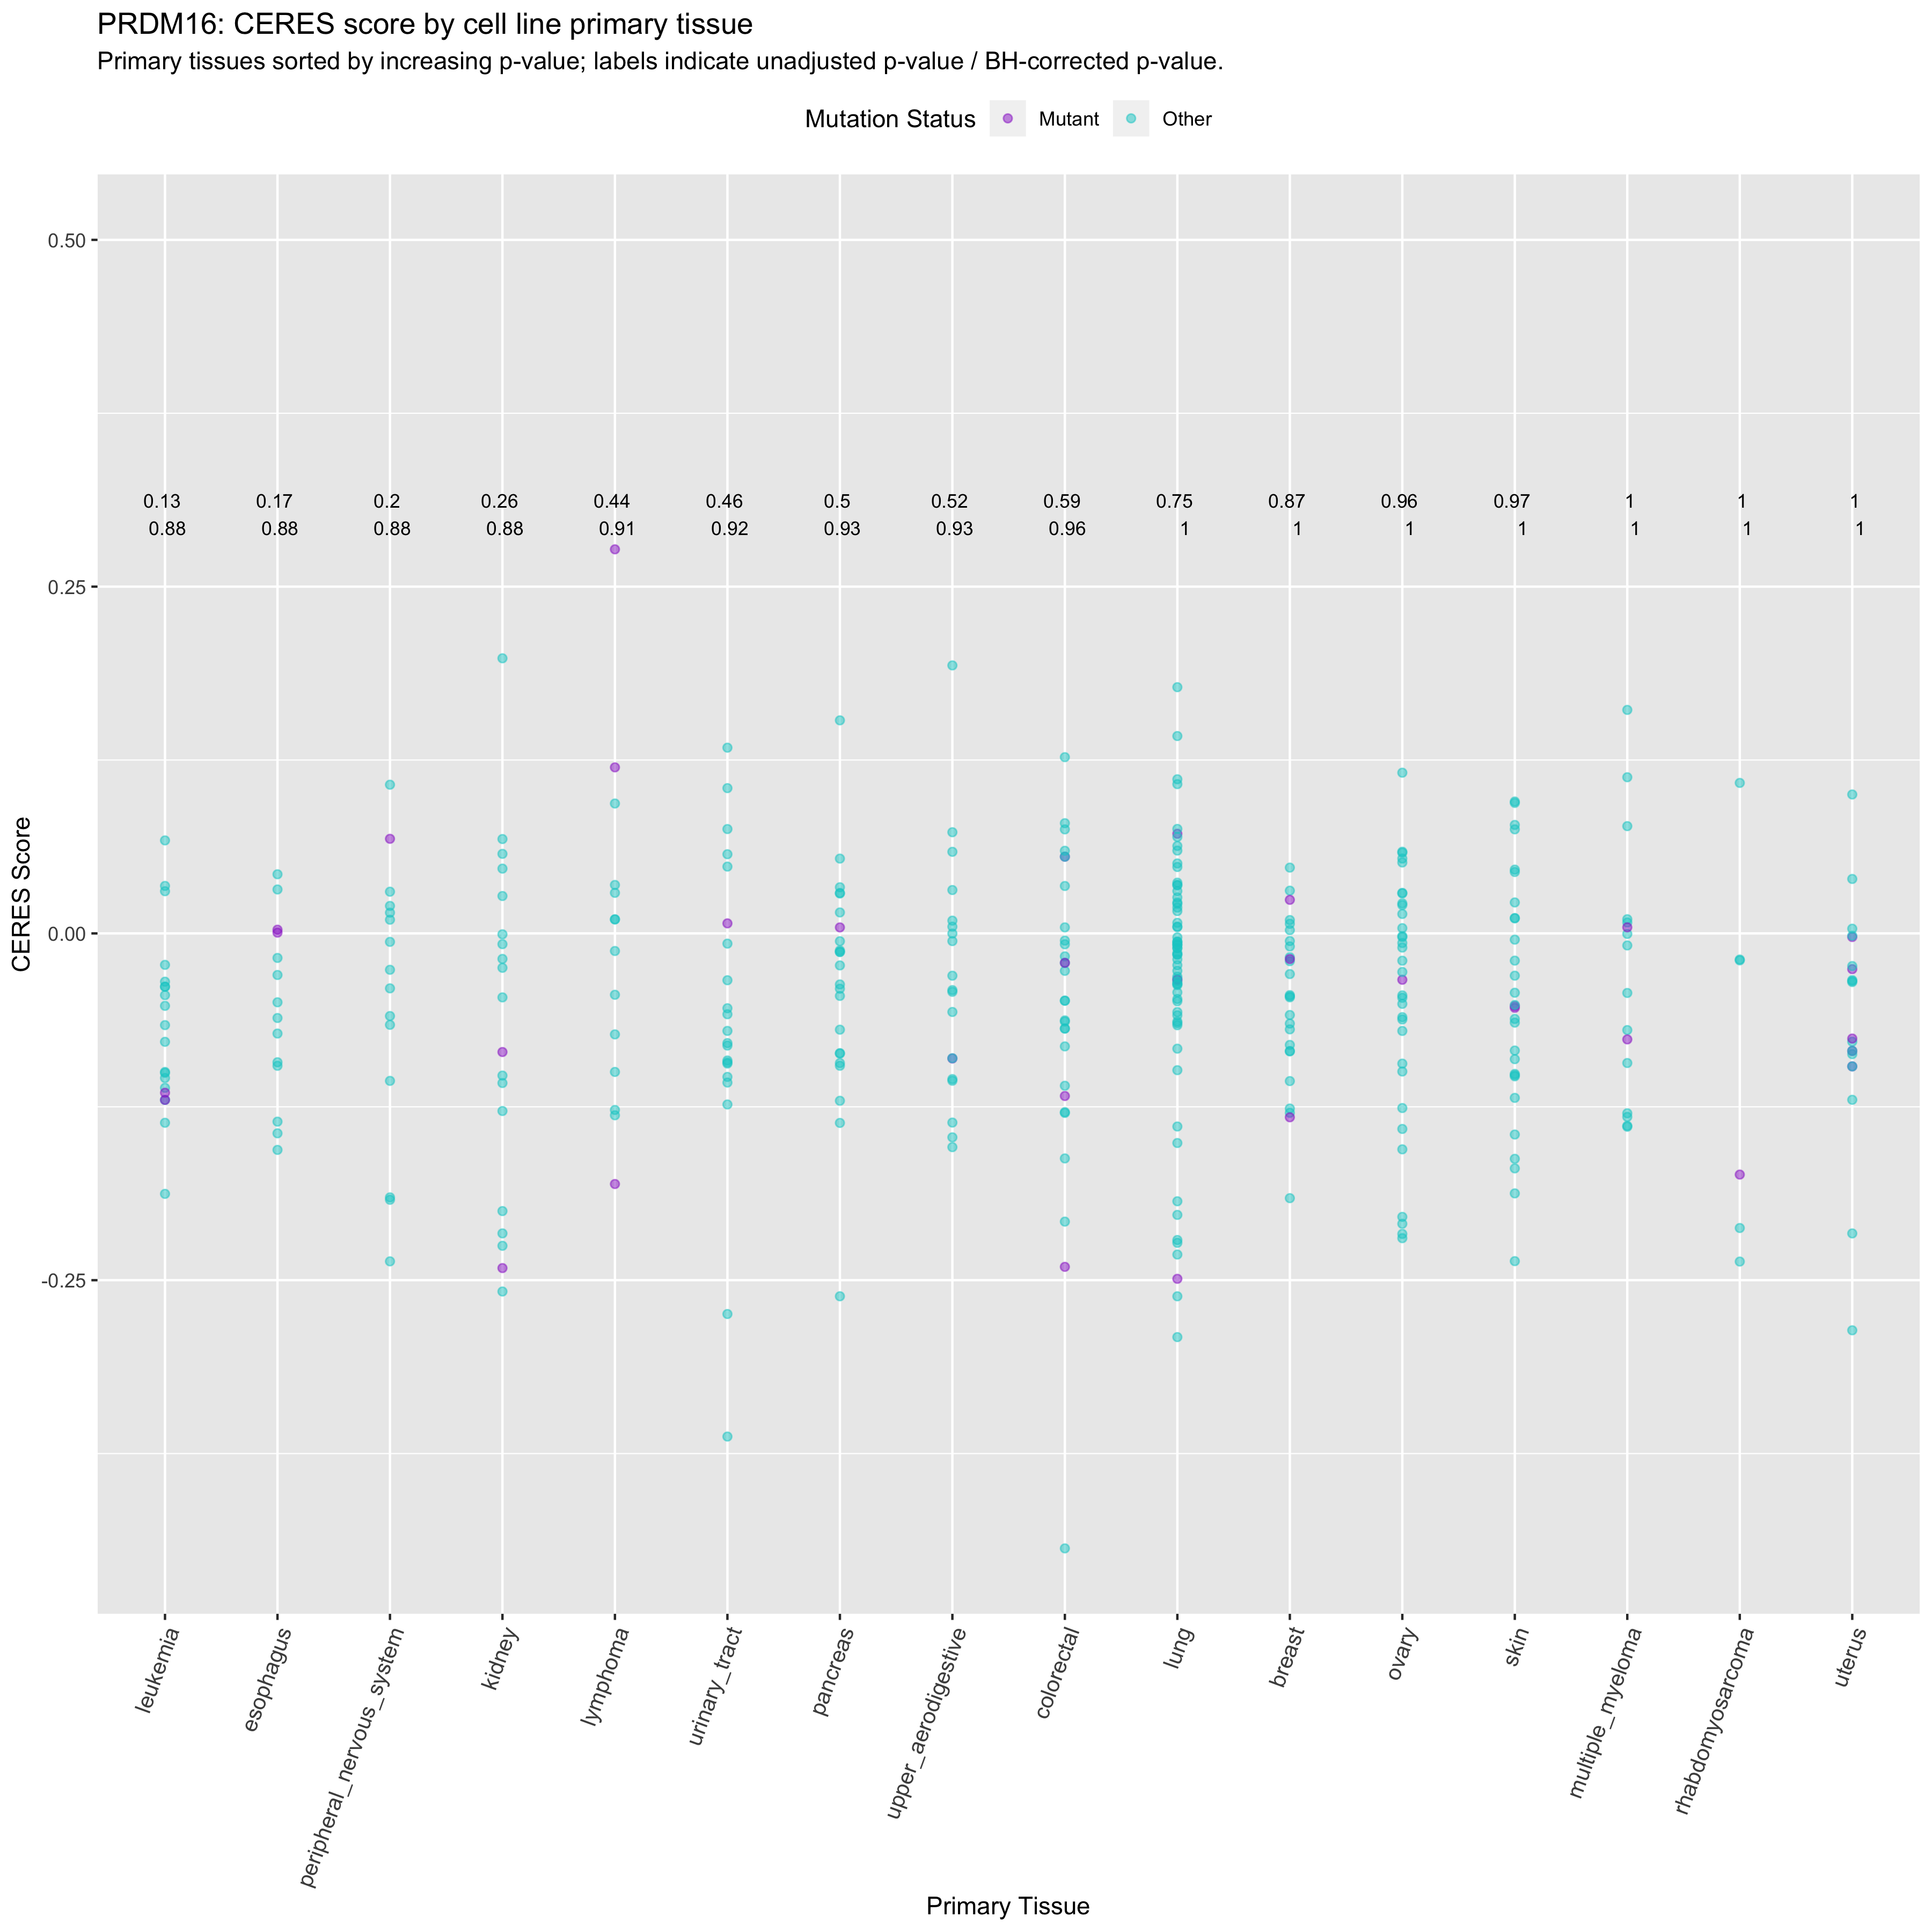 PRDM16: CERES score by cell line primary tissue
Primary tissues sorted by increasing p-value; labels indicate unadjusted p-value / BH-corrected p-value.
Mutation Status Mutant Other
0.50
0.13 0.17 0.2 0.26 0.44 0.46 0.5 0.52 0.59 0.75 0.87 0.96 0.97 1 1 1
0.88 0.88 0.88 0.88 0.91 0.92 0.93 0.93 0.96 1 1 1 1 1 1 1
0.25
0.00
-0.25
CERES Score
leukemia
esophagus
peripheral_nervous_system
kidney
lymphoma
urinary_tract
pancreas
upper_aerodigestive
colorectal
lung
breast
ovary
skin
multiple_myeloma
rhabdomyosarcoma
uterus
Primary Tissue